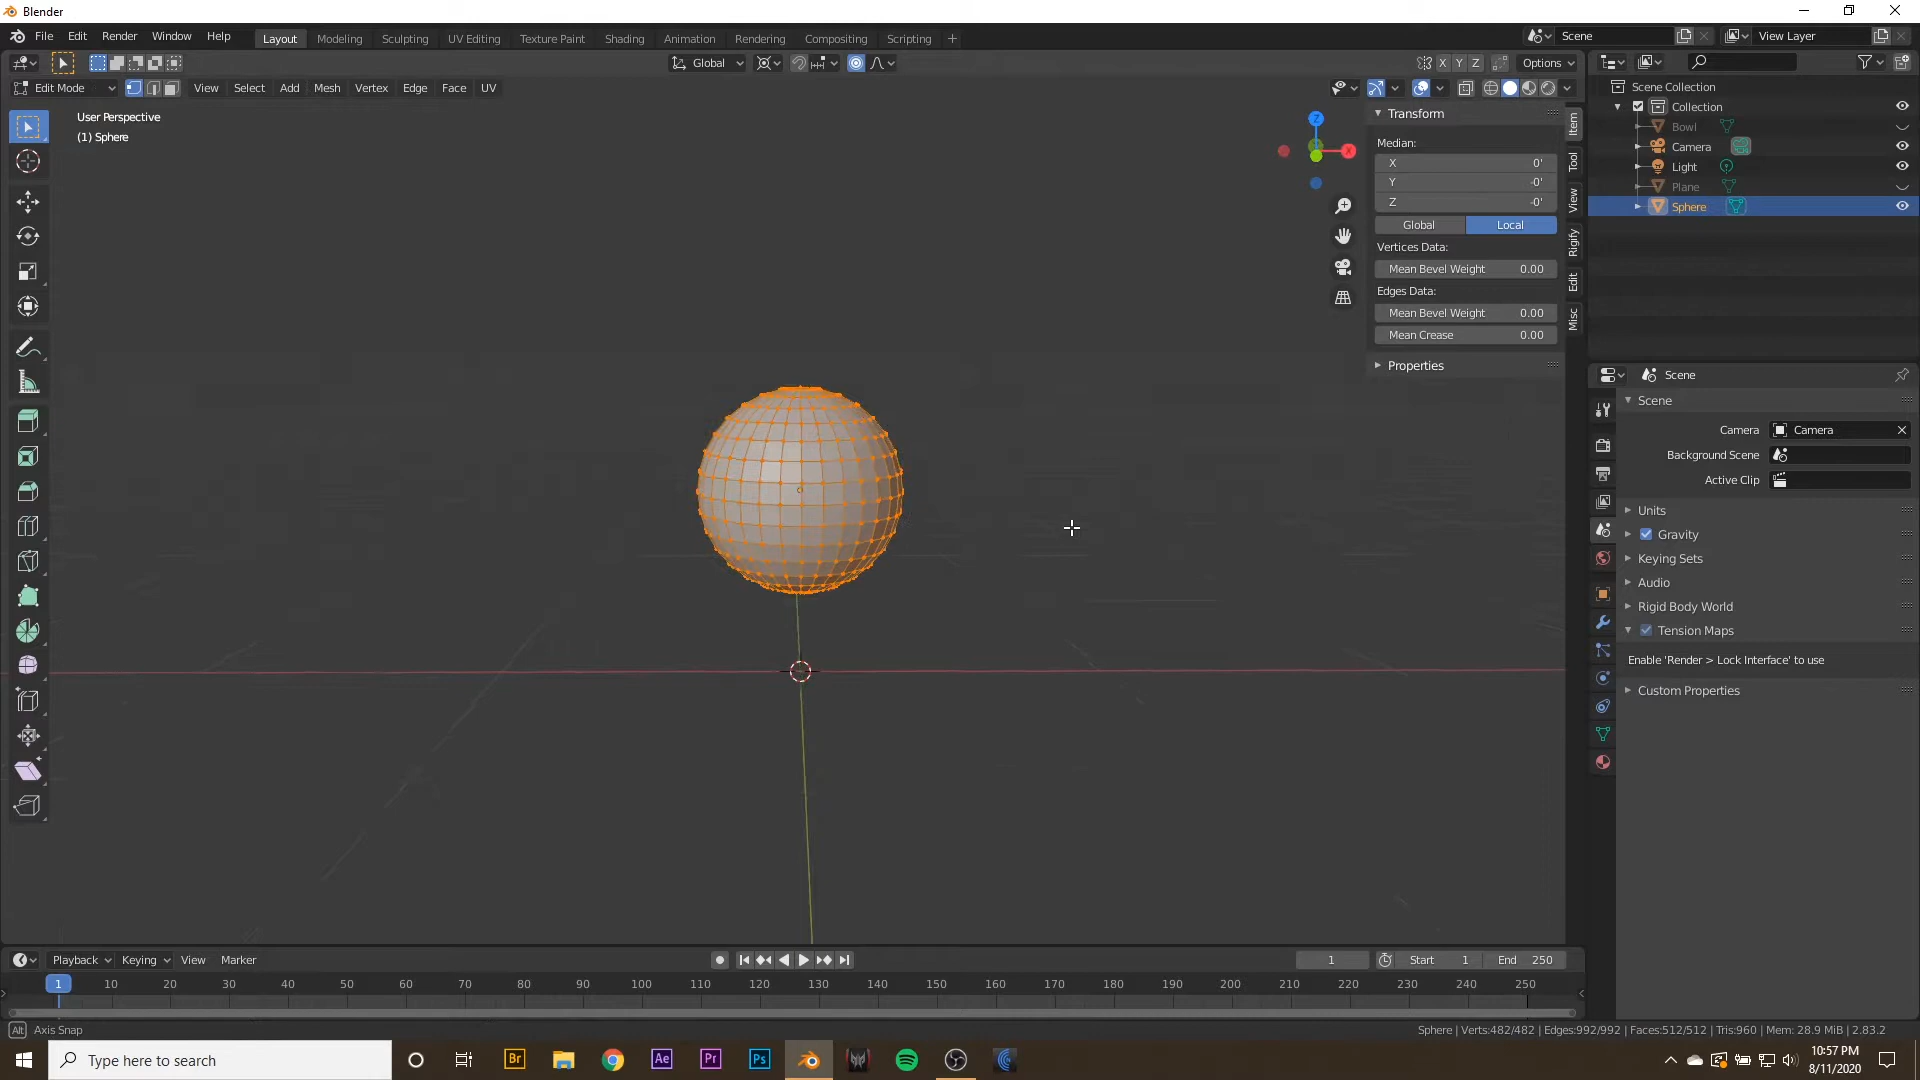 Blender
File Edit Render Window Help Layout Modeling Sculpting UV Editing Texture Paint Shading Animation Rendering Compositing Scripting + Scene View Layer
Global X Y Z Options
Edit Mode View Select Add Mesh Vertex Edge Face UV
User Perspective
(1) Sphere
Z
X
Transform
Median:
X 0'
Y -0'
Z -0'
Global Local
Vertices Data:
Mean Bevel Weight 0.00
Edges Data:
Mean Bevel Weight 0.00
Mean Crease 0.00
Properties
Item
Tool
View
Rigify
Edit
Misc
Scene Collection
Collection
Bowl
Camera
Light
Plane
Sphere
Scene
Scene
Camera Camera
Background Scene
Active Clip
Units
Gravity
Keying Sets
Audio
Rigid Body World
Tension Maps
Enable 'Render > Lock Interface' to use
Custom Properties
Playback Keying View Marker 1 Start 1 End 250
1 10 20 30 40 50 60 70 80 90 100 110 120 130 140 150 160 170 180 190 200 210 220 230 240 250
Alt Axis Snap Sphere | Verts:482/482 | Edges:992/992 | Faces:512/512 | Tris:960 | Mem: 28.9 MiB | 2.83.2
Type here to search Br Ae Pr Ps
10:57 PM
8/11/2020